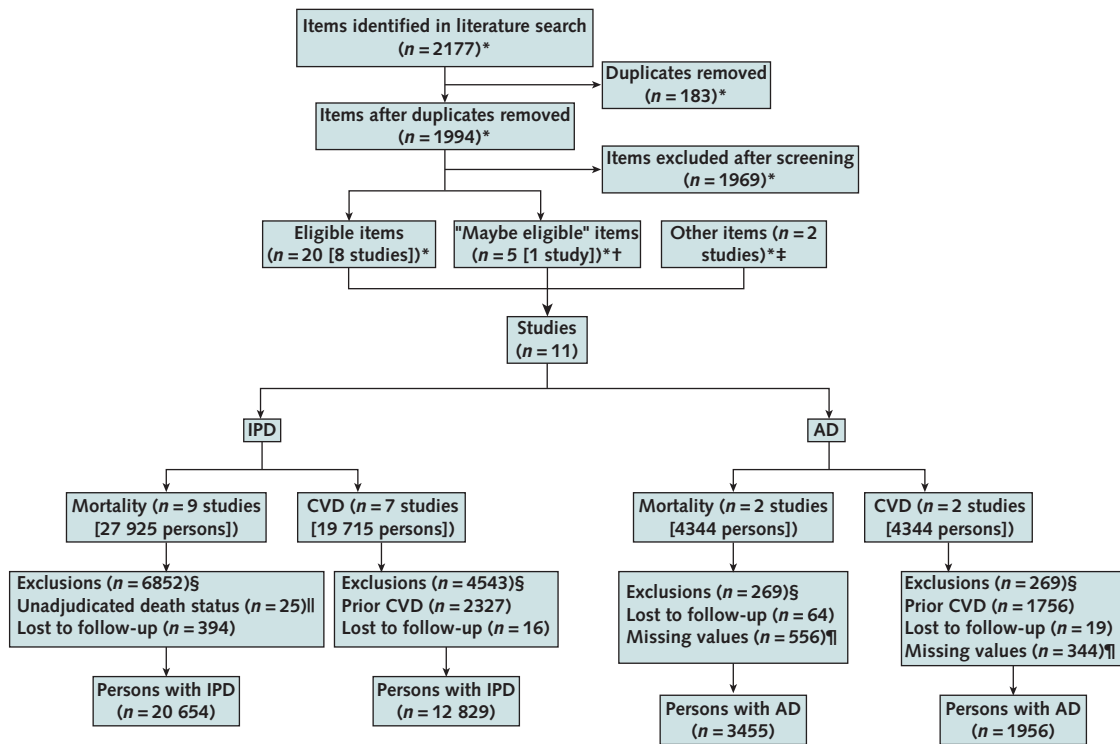 Items identified in literature search
(n = 2177)*
Duplicates removed
(n = 183)*
Items after duplicates removed
(n = 1994)*
Items excluded after screening
(n = 1969)*
Eligible items
(n = 20 [8 studies])*
"Maybe eligible" items
(n = 5 [1 study])*†
Other items (n = 2
studies)*‡
Studies
(n = 11)
IPD
AD
Mortality (n = 9 studies
[27 925 persons])
CVD (n = 7 studies
[19 715 persons])
Mortality (n = 2 studies
[4344 persons])
CVD (n = 2 studies
[4344 persons])
Exclusions (n = 6852)§
Unadjudicated death status (n = 25)||
Lost to follow-up (n = 394)
Exclusions (n = 4543)§
Prior CVD (n = 2327)
Lost to follow-up (n = 16)
Exclusions (n = 269)§
Lost to follow-up (n = 64)
Missing values (n = 556)¶
Exclusions (n = 269)§
Prior CVD (n = 1756)
Lost to follow-up (n = 19)
Missing values (n = 344)¶
Persons with IPD
(n = 20 654)
Persons with IPD
(n = 12 829)
Persons with AD
(n = 3455)
Persons with AD
(n = 1956)